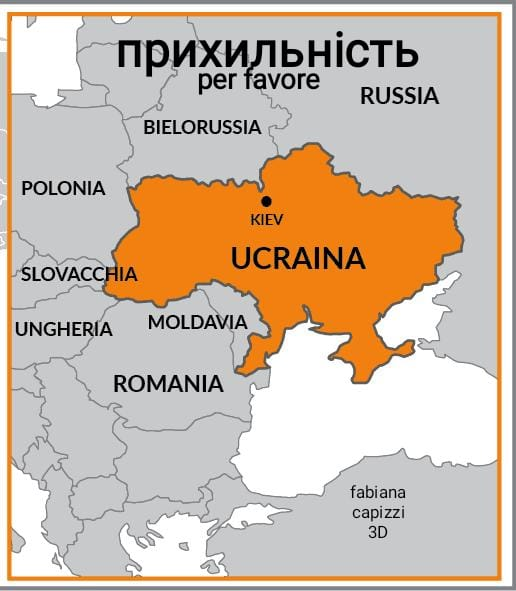 прихильність
per favore
RUSSIA
BIELORUSSIA
POLONIA
KIEV
UCRAINA
SLOVACCHIA
UNGHERIA
MOLDAVIA
ROMANIA
fabiana
capizzi
3D